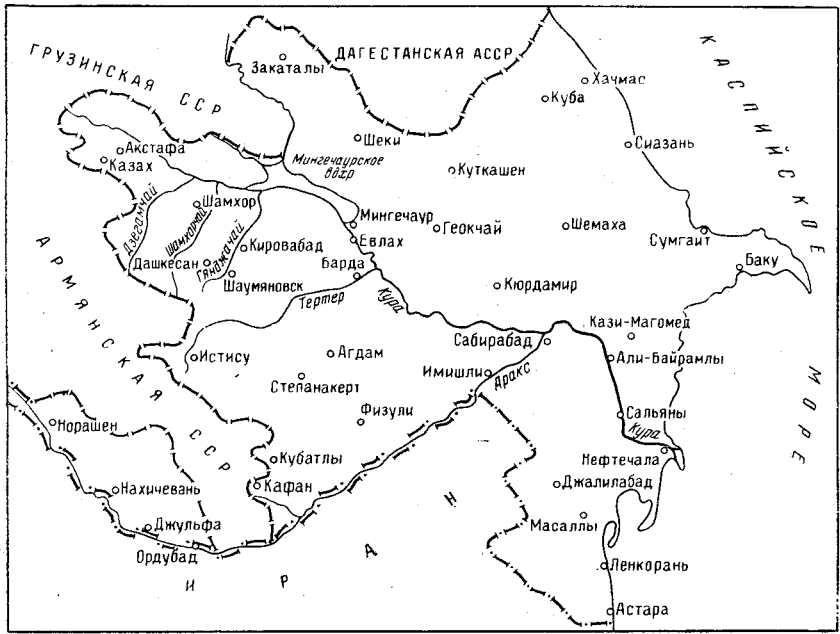 ГРУЗИНСКАЯ ССР
ДАГЕСТАНСКАЯ АССР
КАСПИЙСКОЕ МОРЕ
АРМЯНСКАЯ ССР
ИРАН
Закаталы
Хачмас
Куба
Шеки
Сиазань
Акстафа
Казах
Мингечаурское
вдхр
Куткашен
Дзегамчай
Шамхор
Шамхорчай
Гянджачай
Мингечаур
Геокчай
Шемаха
Сумгаит
Евлах
Кировабад
Дашкесан
Шаумяновск
Барда
Баку
Тертер
Кура
Кюрдамир
Кази-Магомед
Сабирабад
Али-Байрамлы
Истису
Агдам
Имишли
Аракс
Степанакерт
Физули
Сальяны
Кура
Норашен
Кубатлы
Нефтечала
Нахичевань
Кафан
Джалилабад
Джульфа
Масаллы
Ордубад
Ленкорань
Астара